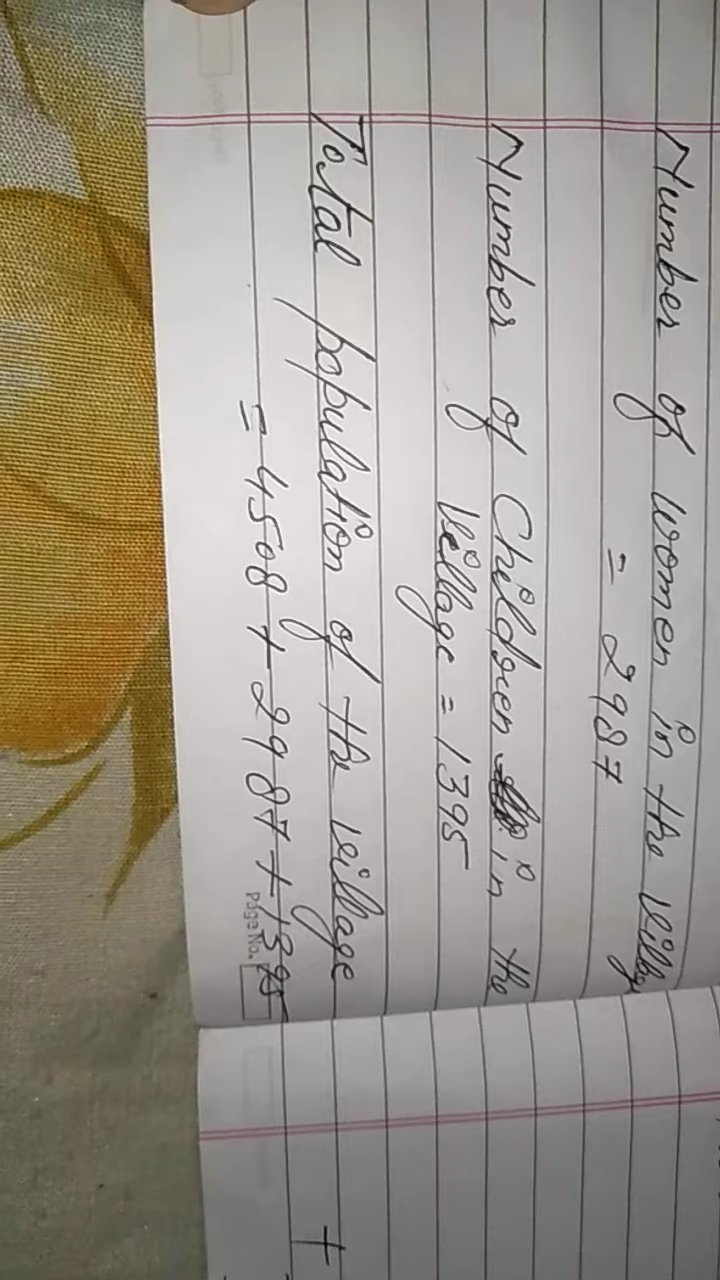 Number of women in the village
= 2987
Number of Children in the
village = 1395
Total population of the village
= 4508 + 2987 + 1395
Page No.
+